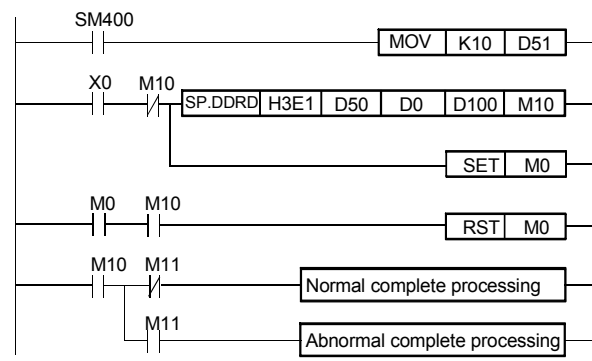 SM400
MOV K10 D51
X0 M10
SP.DDRD H3E1 D50 D0 D100 M10
SET M0
M0 M10
RST M0
M10 M11
Normal complete processing
M11
Abnormal complete processing